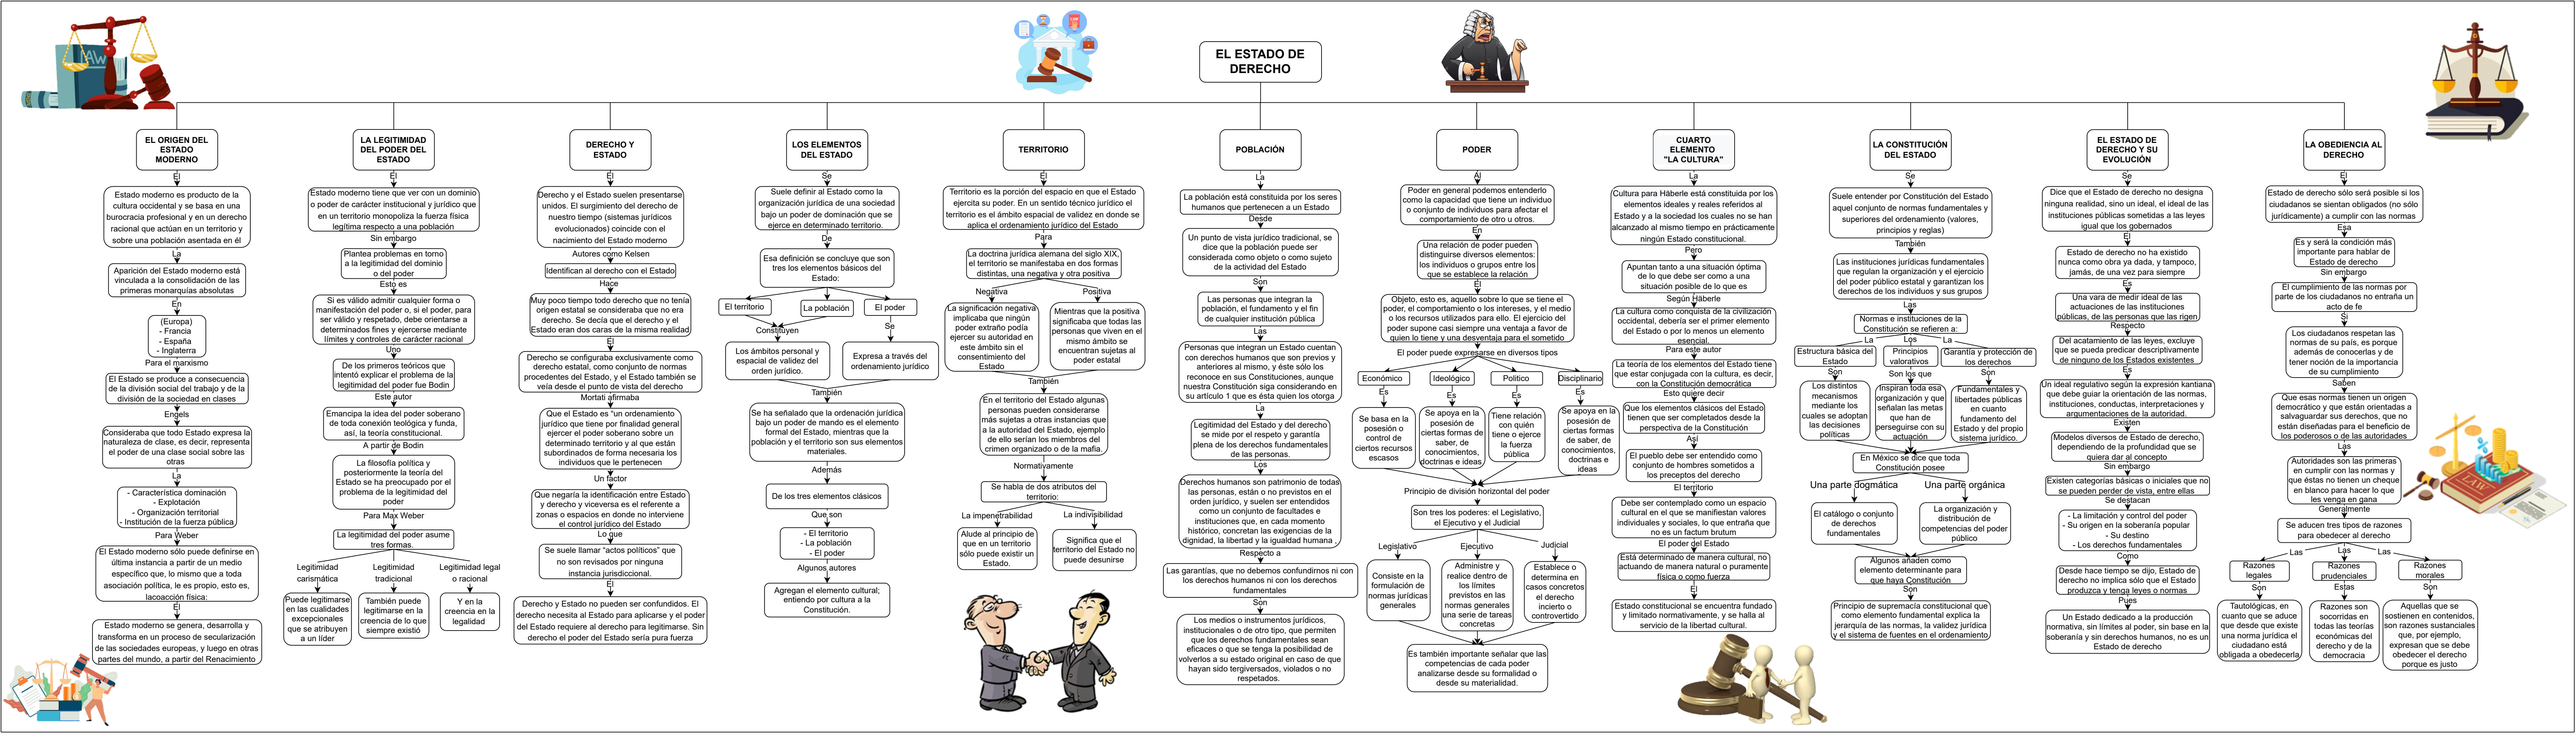 EL ESTADO DE
DERECHO
EL ORIGEN DEL
ESTADO
MODERNO
El
Estado moderno es producto de la
cultura occidental y se basa en una
burocracia profesional y en un derecho
racional que actúan en un territorio y
sobre una población asentada en él
La
Aparición del Estado moderno está
vinculada a la consolidación de las
primeras monarquías absolutas
En
(Europa)
- Francia
- España
- Inglaterra
Para el marxismo
El Estado se produce a consecuencia
de la división social del trabajo y de la
división de la sociedad en clases
Engels
Consideraba que todo Estado expresa la
naturaleza de clase, es decir, representa
el poder de una clase social sobre las
otras
La
- Característica dominación
- Explotación
- Organización territorial
- Institución de la fuerza pública
Para Weber
El Estado moderno sólo puede definirse en
última instancia a partir de un medio
específico que, lo mismo que a toda
asociación política, le es propio, esto es,
lacoacción física:
El
Estado moderno se genera, desarrolla y
transforma en un proceso de secularización
de las sociedades europeas, y luego en otras
partes del mundo, a partir del Renacimiento
LA LEGITIMIDAD
DEL PODER DEL
ESTADO
El
Estado moderno tiene que ver con un dominio
o poder de carácter institucional y jurídico que
en un territorio monopoliza la fuerza física
legítima respecto a una población
Sin embargo
Plantea problemas en torno
a la legitimidad del dominio
o del poder
Esto es
Si es válido admitir cualquier forma o
manifestación del poder o, si el poder, para
ser válido y respetado, debe orientarse a
determinados fines y ejercerse mediante
límites y controles de carácter racional
Uno
De los primeros teóricos que
intentó explicar el problema de la
legitimidad del poder fue Bodin
Este autor
Emancipa la idea del poder soberano
de toda conexión teológica y funda,
así, la teoría constitucional.
A partir de Bodin
La filosofía política y
posteriormente la teoría del
Estado se ha preocupado por el
problema de la legitimidad del
poder
Para Max Weber
La legitimidad del poder asume
tres formas.
Legitimidad
carismática
Puede legitimarse
en las cualidades
excepcionales
que se atribuyen
a un líder
Legitimidad
tradicional
También puede
legitimarse en la
creencia de lo que
siempre existió
Legitimidad legal
o racional
Y en la
creencia en la
legalidad
DERECHO Y
ESTADO
El
Derecho y el Estado suelen presentarse
unidos. El surgimiento del derecho de
nuestro tiempo (sistemas jurídicos
evolucionados) coincide con el
nacimiento del Estado moderno
Autores como Kelsen
Identifican al derecho con el Estado
Hace
Muy poco tiempo todo derecho que no tenía
origen estatal se consideraba que no era
derecho. Se decía que el derecho y el
Estado eran dos caras de la misma realidad
El
Derecho se configuraba exclusivamente como
derecho estatal, como conjunto de normas
procedentes del Estado, y el Estado también se
veía desde el punto de vista del derecho
Mortati afirmaba
Que el Estado es “un ordenamiento
jurídico que tiene por finalidad general
ejercer el poder soberano sobre un
determinado territorio y al que están
subordinados de forma necesaria los
individuos que le pertenecen
Un factor
Que negaría la identificación entre Estado
y derecho y viceversa es el referente a
zonas o espacios en donde no interviene
el control jurídico del Estado
Lo que
Se suele llamar “actos políticos” que
no son revisados por ninguna
instancia jurisdiccional.
El
Derecho y Estado no pueden ser confundidos. El
derecho necesita al Estado para aplicarse y el poder
del Estado requiere al derecho para legitimarse. Sin
derecho el poder del Estado sería pura fuerza
LOS ELEMENTOS
DEL ESTADO
Se
Suele definir al Estado como la
organización jurídica de una sociedad
bajo un poder de dominación que se
ejerce en determinado territorio.
De
Esa definición se concluye que son
tres los elementos básicos del
Estado:
El territorio
La población
El poder
Constituyen
Se
Los ámbitos personal y
espacial de validez del
orden jurídico.
Expresa a través del
ordenamiento jurídico
También
Se ha señalado que la ordenación jurídica
bajo un poder de mando es el elemento
formal del Estado, mientras que la
población y el territorio son sus elementos
materiales.
Además
De los tres elementos clásicos
Que son
- El territorio
- La población
- El poder
Algunos autores
Agregan el elemento cultural;
entiendo por cultura a la
Constitución.
TERRITORIO
El
Territorio es la porción del espacio en que el Estado
ejercita su poder. En un sentido técnico jurídico el
territorio es el ámbito espacial de validez en donde se
aplica el ordenamiento jurídico del Estado
Para
La doctrina jurídica alemana del siglo XIX,
el territorio se manifestaba en dos formas
distintas, una negativa y otra positiva
Negativa
La significación negativa
implicaba que ningún
poder extraño podía
ejercer su autoridad en
este ámbito sin el
consentimiento del
Estado
Positiva
Mientras que la positiva
significaba que todas las
personas que viven en el
mismo ámbito se
encuentran sujetas al
poder estatal
También
En el territorio del Estado algunas
personas pueden considerarse
más sujetas a otras instancias que
a la autoridad del Estado, ejemplo
de ello serían los miembros del
crimen organizado o de la mafia.
Normativamente
Se habla de dos atributos del
territorio:
La impenetrabilidad
Alude al principio de
que en un territorio
sólo puede existir un
Estado.
La indivisibilidad
Significa que el
territorio del Estado no
puede desunirse
POBLACIÓN
La
La población está constituida por los seres
humanos que pertenecen a un Estado
Desde
Un punto de vista jurídico tradicional, se
dice que la población puede ser
considerada como objeto o como sujeto
de la actividad del Estado
Son
Las personas que integran la
población, el fundamento y el fin
de cualquier institución pública
Las
Personas que integran un Estado cuentan
con derechos humanos que son previos y
anteriores al mismo, y éste sólo los
reconoce en sus Constituciones, aunque
nuestra Constitución siga considerando en
su artículo 1 que es ésta quien los otorga
La
Legitimidad del Estado y del derecho
se mide por el respeto y garantía
plena de los derechos fundamentales
de las personas.
Los
Derechos humanos son patrimonio de todas
las personas, están o no previstos en el
orden jurídico, y suelen ser entendidos
como un conjunto de facultades e
instituciones que, en cada momento
histórico, concretan las exigencias de la
dignidad, la libertad y la igualdad humana ,
Respecto a
Las garantías, que no debemos confundirnos ni con
los derechos humanos ni con los derechos
fundamentales
Son
Los medios o instrumentos jurídicos,
institucionales o de otro tipo, que permiten
que los derechos fundamentales sean
eficaces o que se tenga la posibilidad de
volverlos a su estado original en caso de que
hayan sido tergiversados, violados o no
respetados.
PODER
Al
Poder en general podemos entenderlo
como la capacidad que tiene un individuo
o conjunto de individuos para afectar el
comportamiento de otro u otros.
En
Una relación de poder pueden
distinguirse diversos elementos:
los individuos o grupos entre los
que se establece la relación
El
Objeto, esto es, aquello sobre lo que se tiene el
poder, el comportamiento o los intereses, y el medio
o los recursos utilizados para ello. El ejercicio del
poder supone casi siempre una ventaja a favor de
quien lo tiene y una desventaja para el sometido
El poder puede expresarse en diversos tipos
Económico
Ideológico
Politico
Disciplinario
Es
Es
Es
Es
Se basa en la
posesión o
control de
ciertos recursos
escasos
Se apoya en la
posesión de
ciertas formas de
saber, de
conocimientos,
doctrinas e ideas
Tiene relación
con quién
tiene o ejerce
la fuerza
pública
Se apoya en la
posesión de
ciertas formas
de saber, de
conocimientos,
doctrinas e
ideas
Principio de división horizontal del poder
Son tres los poderes: el Legislativo,
el Ejecutivo y el Judicial
Legislativo
Consiste en la
formulación de
normas jurídicas
generales
Ejecutivo
Administre y
realice dentro de
los límites
previstos en las
normas generales
una serie de tareas
concretas
Judicial
Establece o
determina en
casos concretos
el derecho
incierto o
controvertido
Es también importante señalar que las
competencias de cada poder
analizarse desde su formalidad o
desde su materialidad.
CUARTO
ELEMENTO
"LA CULTURA"
La
Cultura para Häberle está constituida por los
elementos ideales y reales referidos al
Estado y a la sociedad los cuales no se han
alcanzado al mismo tiempo en prácticamente
ningún Estado constitucional.
Pero
Apuntan tanto a una situación óptima
de lo que debe ser como a una
situación posible de lo que es
Según Häberle
La cultura como conquista de la civilización
occidental, debería ser el primer elemento
del Estado o por lo menos un elemento
esencial.
Para este autor
La teoría de los elementos del Estado tiene
que estar conjugada con la cultura, es decir,
con la Constitución democrática
Esto quiere decir
Que los elementos clásicos del Estado
tienen que ser completados desde la
perspectiva de la Constitución
Así
El pueblo debe ser entendido como
conjunto de hombres sometidos a
los preceptos del derecho
El territorio
Debe ser contemplado como un espacio
cultural en el que se manifiestan valores
individuales y sociales, lo que entraña que
no es un factum brutum
El poder del Estado
Está determinado de manera cultural, no
actuando de manera natural o puramente
física o como fuerza
El
Estado constitucional se encuentra fundado
y limitado normativamente, y se halla al
servicio de la libertad cultural.
LA CONSTITUCIÓN
DEL ESTADO
Se
Suele entender por Constitución del Estado
aquel conjunto de normas fundamentales y
superiores del ordenamiento (valores,
principios y reglas)
También
Las instituciones jurídicas fundamentales
que regulan la organización y el ejercicio
del poder público estatal y garantizan los
derechos de los individuos y sus grupos
Las
Normas e instituciones de la
Constitución se refieren a:
La
Los
La
Estructura básica del
Estado
Principios
valorativos
Garantía y protección de
los derechos
Son
Son los que
Son
Los distintos
mecanismos
mediante los
cuales se adoptan
las decisiones
políticas
Inspiran toda esa
organización y que
señalan las metas
que han de
perseguirse con su
actuación
Fundamentales y
libertades públicas
en cuanto
fundamento del
Estado y del propio
sistema jurídico.
En México se dice que toda
Constitución posee
Una parte dogmática
Una parte orgánica
El catálogo o conjunto
de derechos
fundamentales
La organización y
distribución de
competencias del poder
público
Algunos añaden como
elemento determinante para
que haya Constitución
Son
Principio de supremacía constitucional que
como elemento fundamental explica la
jerarquía de las normas, la validez jurídica
y el sistema de fuentes en el ordenamiento
EL ESTADO DE
DERECHO Y SU
EVOLUCIÓN
Se
Dice que el Estado de derecho no designa
ninguna realidad, sino un ideal, el ideal de las
instituciones públicas sometidas a las leyes
igual que los gobernados
El
Estado de derecho no ha existido
nunca como obra ya dada, y tampoco,
jamás, de una vez para siempre
Es
Una vara de medir ideal de las
actuaciones de las instituciones
públicas, de las personas que las rigen
Respecto
Del acatamiento de las leyes, excluye
que se pueda predicar descriptivamente
de ninguno de los Estados existentes
Es
Un ideal regulativo según la expresión kantiana
que debe guiar la orientación de las normas,
instituciones, conductas, interpretaciones y
argumentaciones de la autoridad.
Existen
Modelos diversos de Estado de derecho,
dependiendo de la profundidad que se
quiera dar al concepto
Sin embargo
Existen categorías básicas o iniciales que no
se pueden perder de vista, entre ellas
Se destacan
- La limitación y control del poder
- Su origen en la soberanía popular
- Su destino
- Los derechos fundamentales
Como
Desde hace tiempo se dijo, Estado de
derecho no implica sólo que el Estado
produzca y tenga leyes o normas
Pues
Un Estado dedicado a la producción
normativa, sin límites al poder, sin base en la
soberanía y sin derechos humanos, no es un
Estado de derecho
LA OBEDIENCIA AL
DERECHO
El
Estado de derecho sólo será posible si los
ciudadanos se sientan obligados (no sólo
jurídicamente) a cumplir con las normas
Esa
Es y será la condición más
importante para hablar de
Estado de derecho
Sin embargo
El cumplimiento de las normas por
parte de los ciudadanos no entraña un
acto de fe
Si
Los ciudadanos respetan las
normas de su país, es porque
además de conocerlas y de
tener noción de la importancia
de su cumplimiento
Saben
Que esas normas tienen un origen
democrático y que están orientadas a
salvaguardar sus derechos, que no
están diseñadas para el beneficio de
los poderosos o de las autoridades
Las
Autoridades son las primeras
en cumplir con las normas y
que éstas no tienen un cheque
en blanco para hacer lo que
les venga en gana
Generalmente
Se aducen tres tipos de razones
para obedecer al derecho
Las
Las
Las
Razones
legales
Razones
prudenciales
Razones
morales
Son
Estas
Son
Tautológicas, en
cuanto que se aduce
que desde que existe
una norma jurídica el
ciudadano está
obligada a obedecerla
Razones son
socorridas en
todas las teorías
económicas del
derecho y de la
democracia
Aquellas que se
sostienen en contenidos,
son razones sustanciales
que, por ejemplo,
expresan que se debe
obedecer el derecho
porque es justo
LAW
LAW